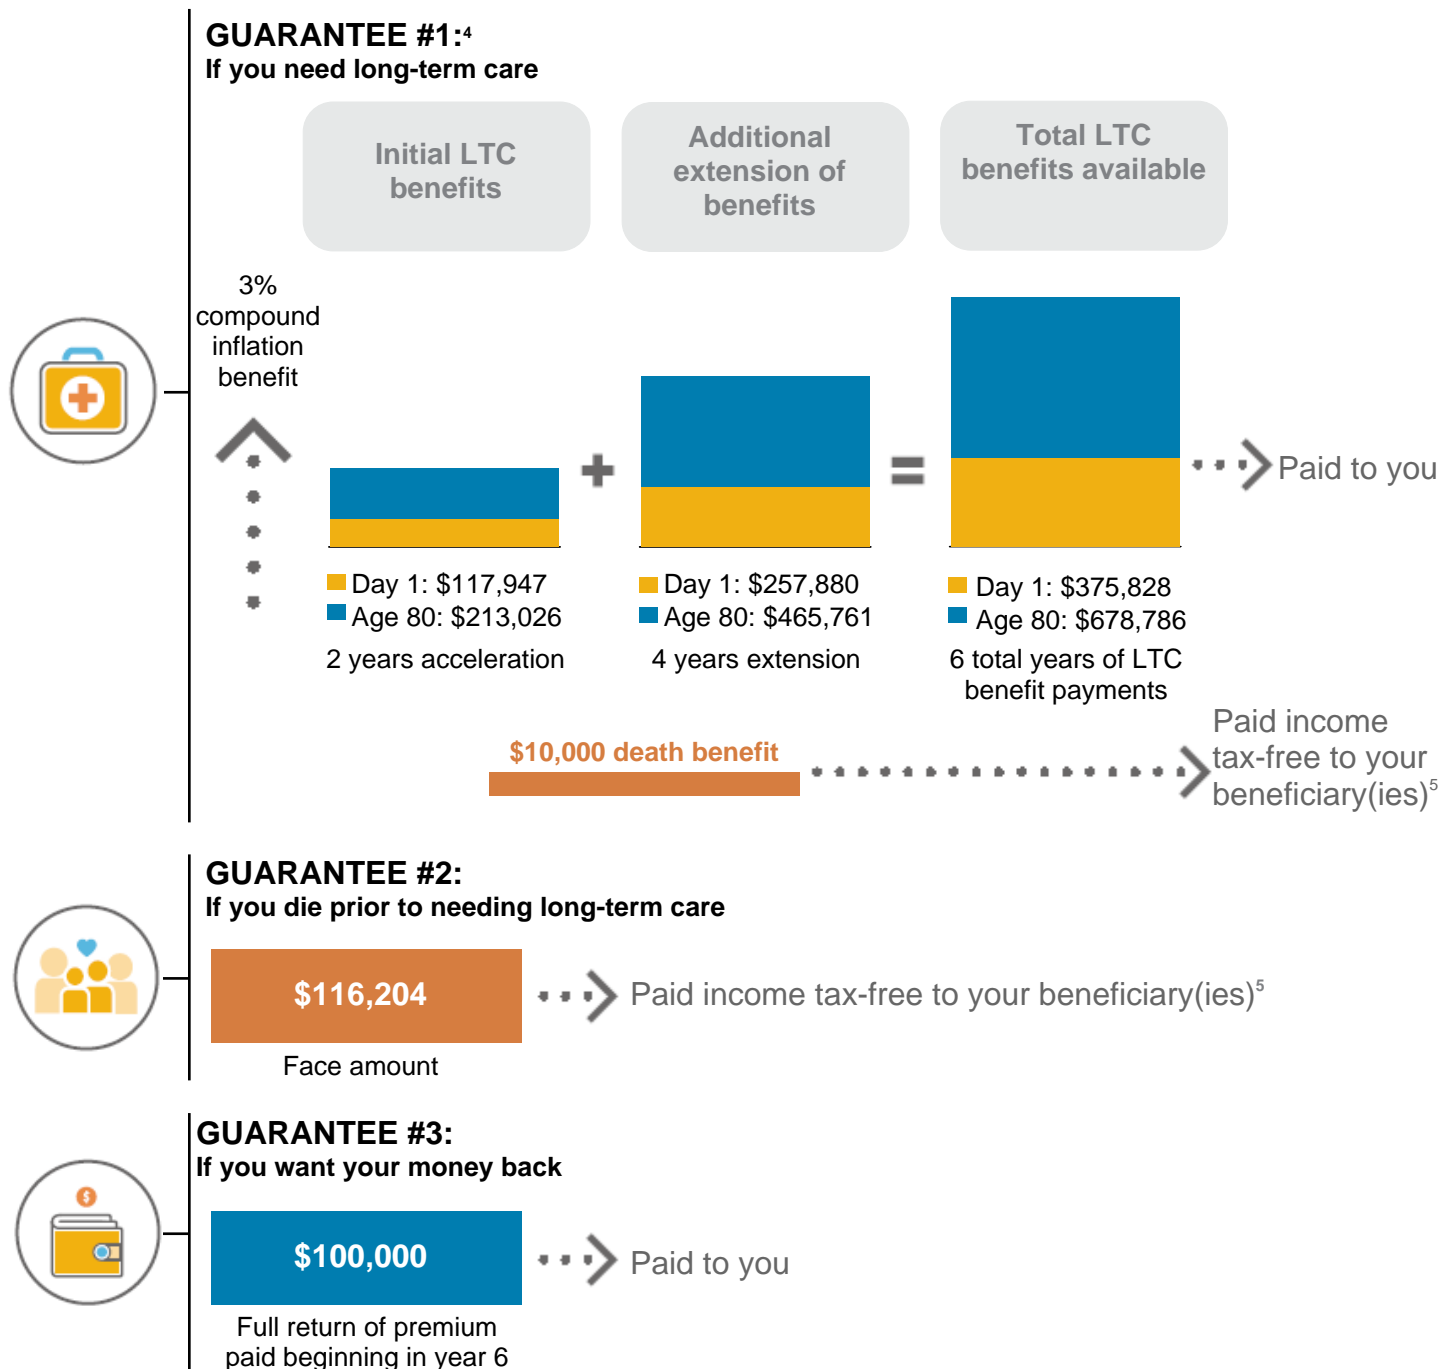 GUARANTEE #1:⁴
If you need long-term care
Initial LTC
benefits
Additional
extension of
benefits
Total LTC
benefits available
3%
compound
inflation
benefit
+
=
Paid to you
Day 1: $117,947
Age 80: $213,026
2 years acceleration
Day 1: $257,880
Age 80: $465,761
4 years extension
Day 1: $375,828
Age 80: $678,786
6 total years of LTC
benefit payments
$10,000 death benefit
Paid income
tax-free to your
beneficiary(ies)⁵
GUARANTEE #2:
If you die prior to needing long-term care
$116,204
Paid income tax-free to your beneficiary(ies)⁵
Face amount
GUARANTEE #3:
If you want your money back
$
$100,000
Paid to you
Full return of premium
paid beginning in year 6